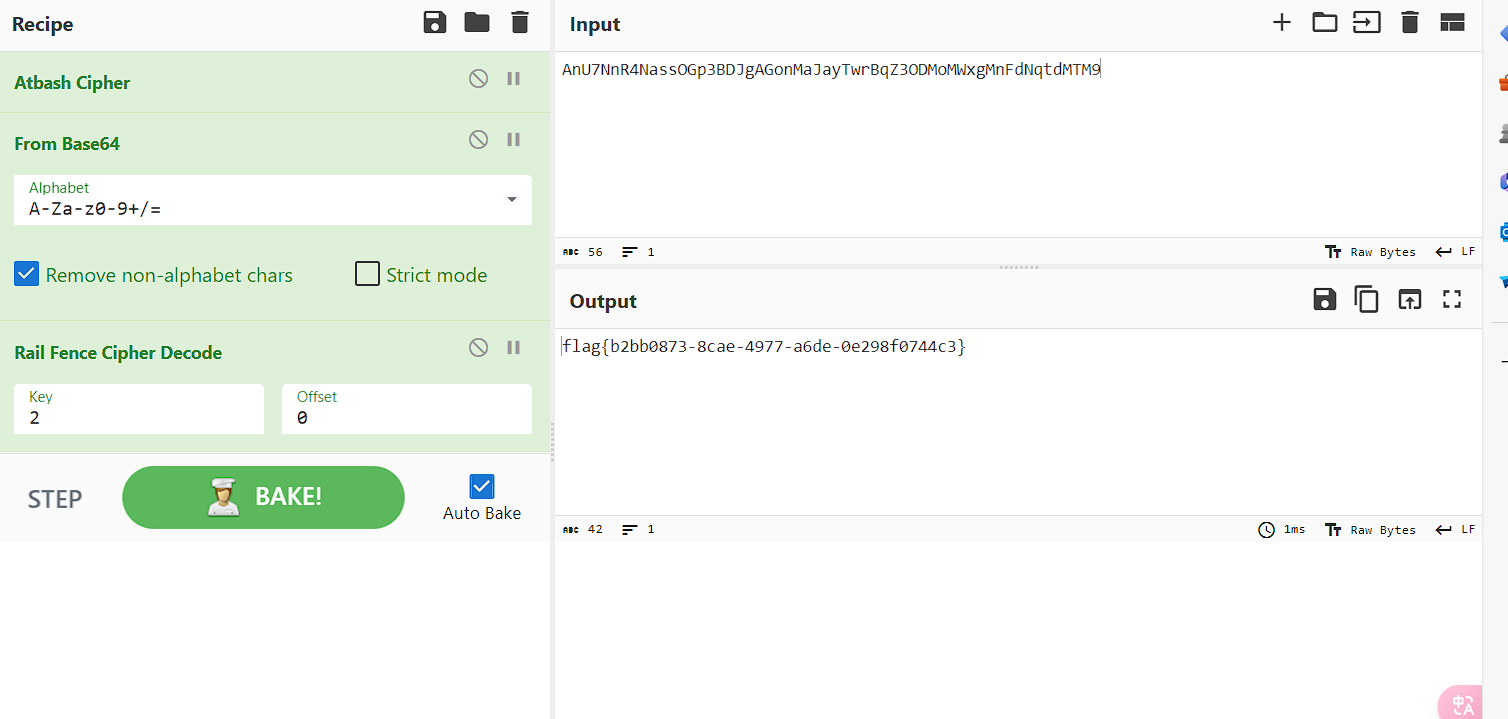 Recipe
Atbash Cipher
From Base64
Alphabet
A-Za-z0-9+/=
Remove non-alphabet chars
Strict mode
Rail Fence Cipher Decode
Key
2
Offset
0
STEP
BAKE!
Auto Bake
Input
AnU7NnR4NassOGp3BDJgAGonMaJayTwrBqZ3ODMoMWxgMnFdNqtdMTM9
ABC 56
1
Raw Bytes
LF
Output
flag{b2bb0873-8cae-4977-a6de-0e298f0744c3}
ABC 42
1
1ms
Raw Bytes
LF
中
A